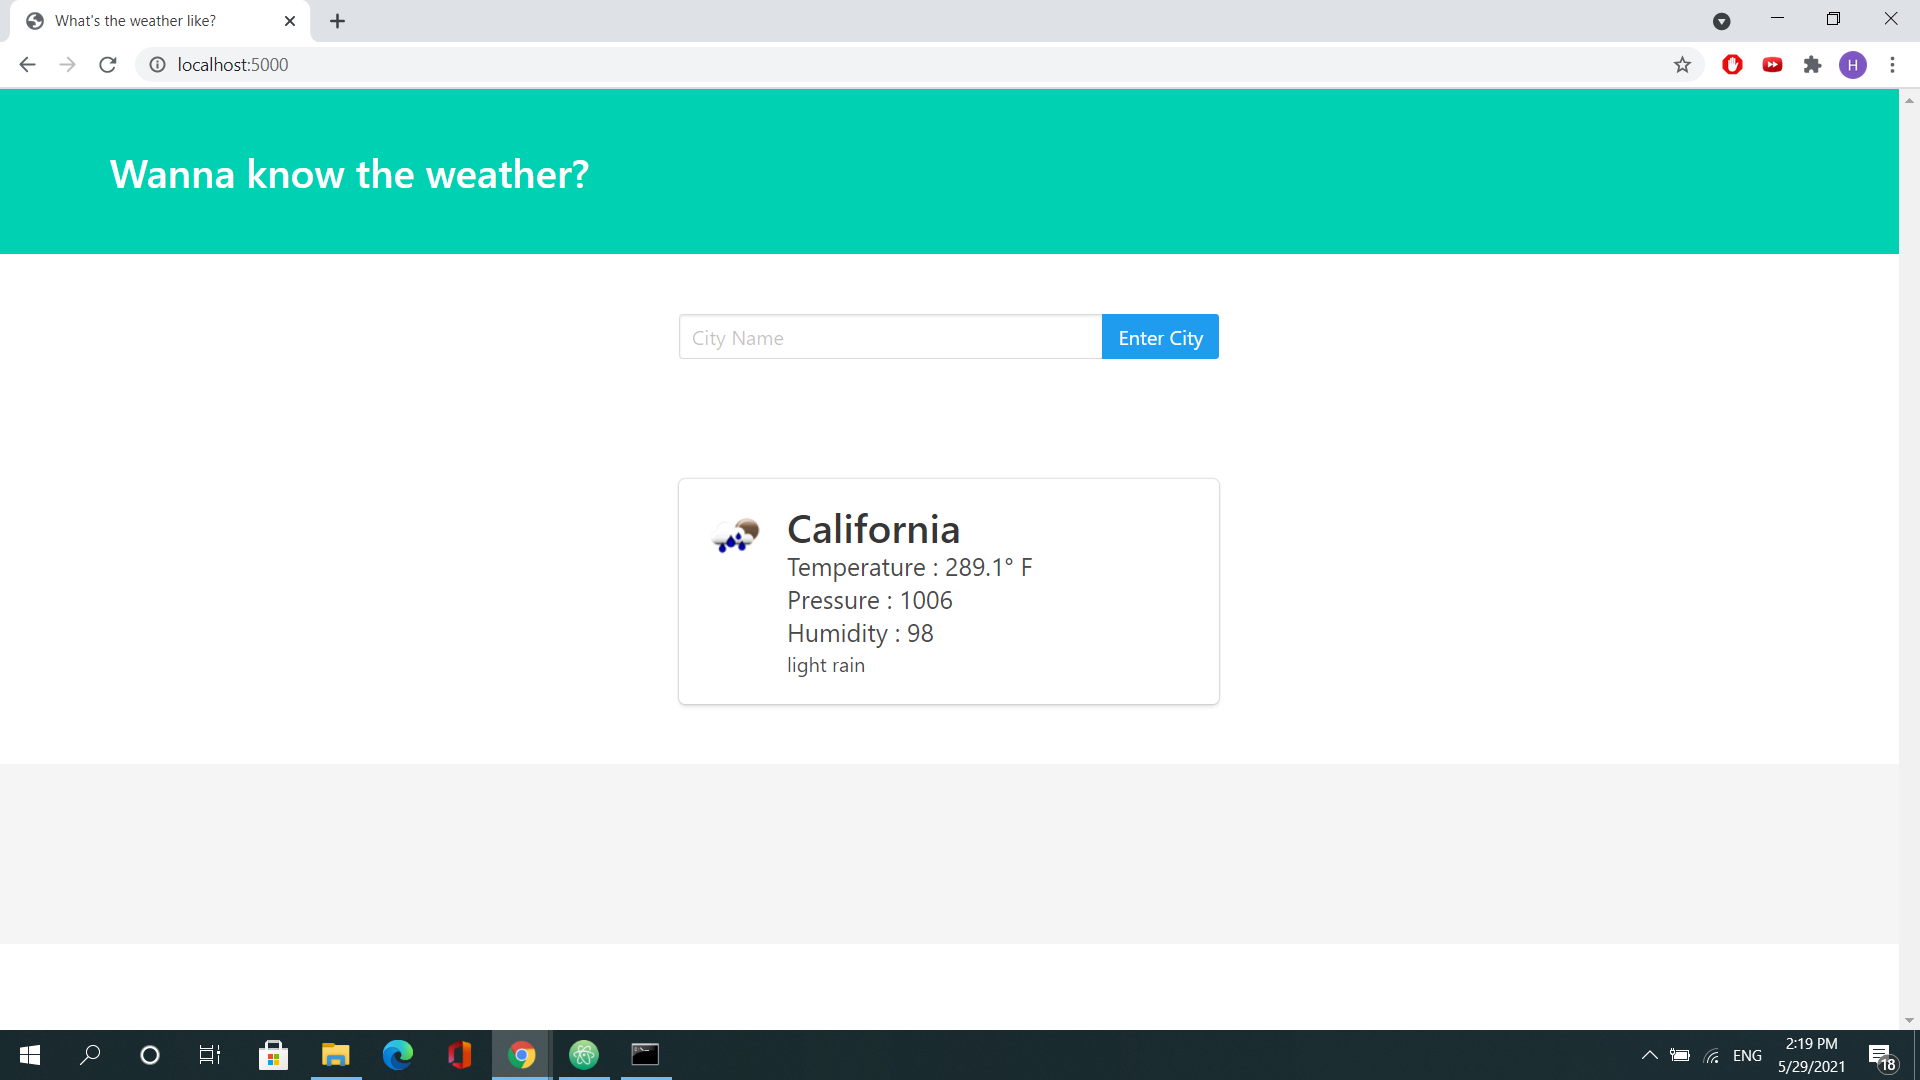 What's the weather like?
localhost:5000
H
Wanna know the weather?
City Name
Enter City
California
Temperature : 289.1° F
Pressure : 1006
Humidity : 98
light rain
ENG
2:19 PM
5/29/2021
18